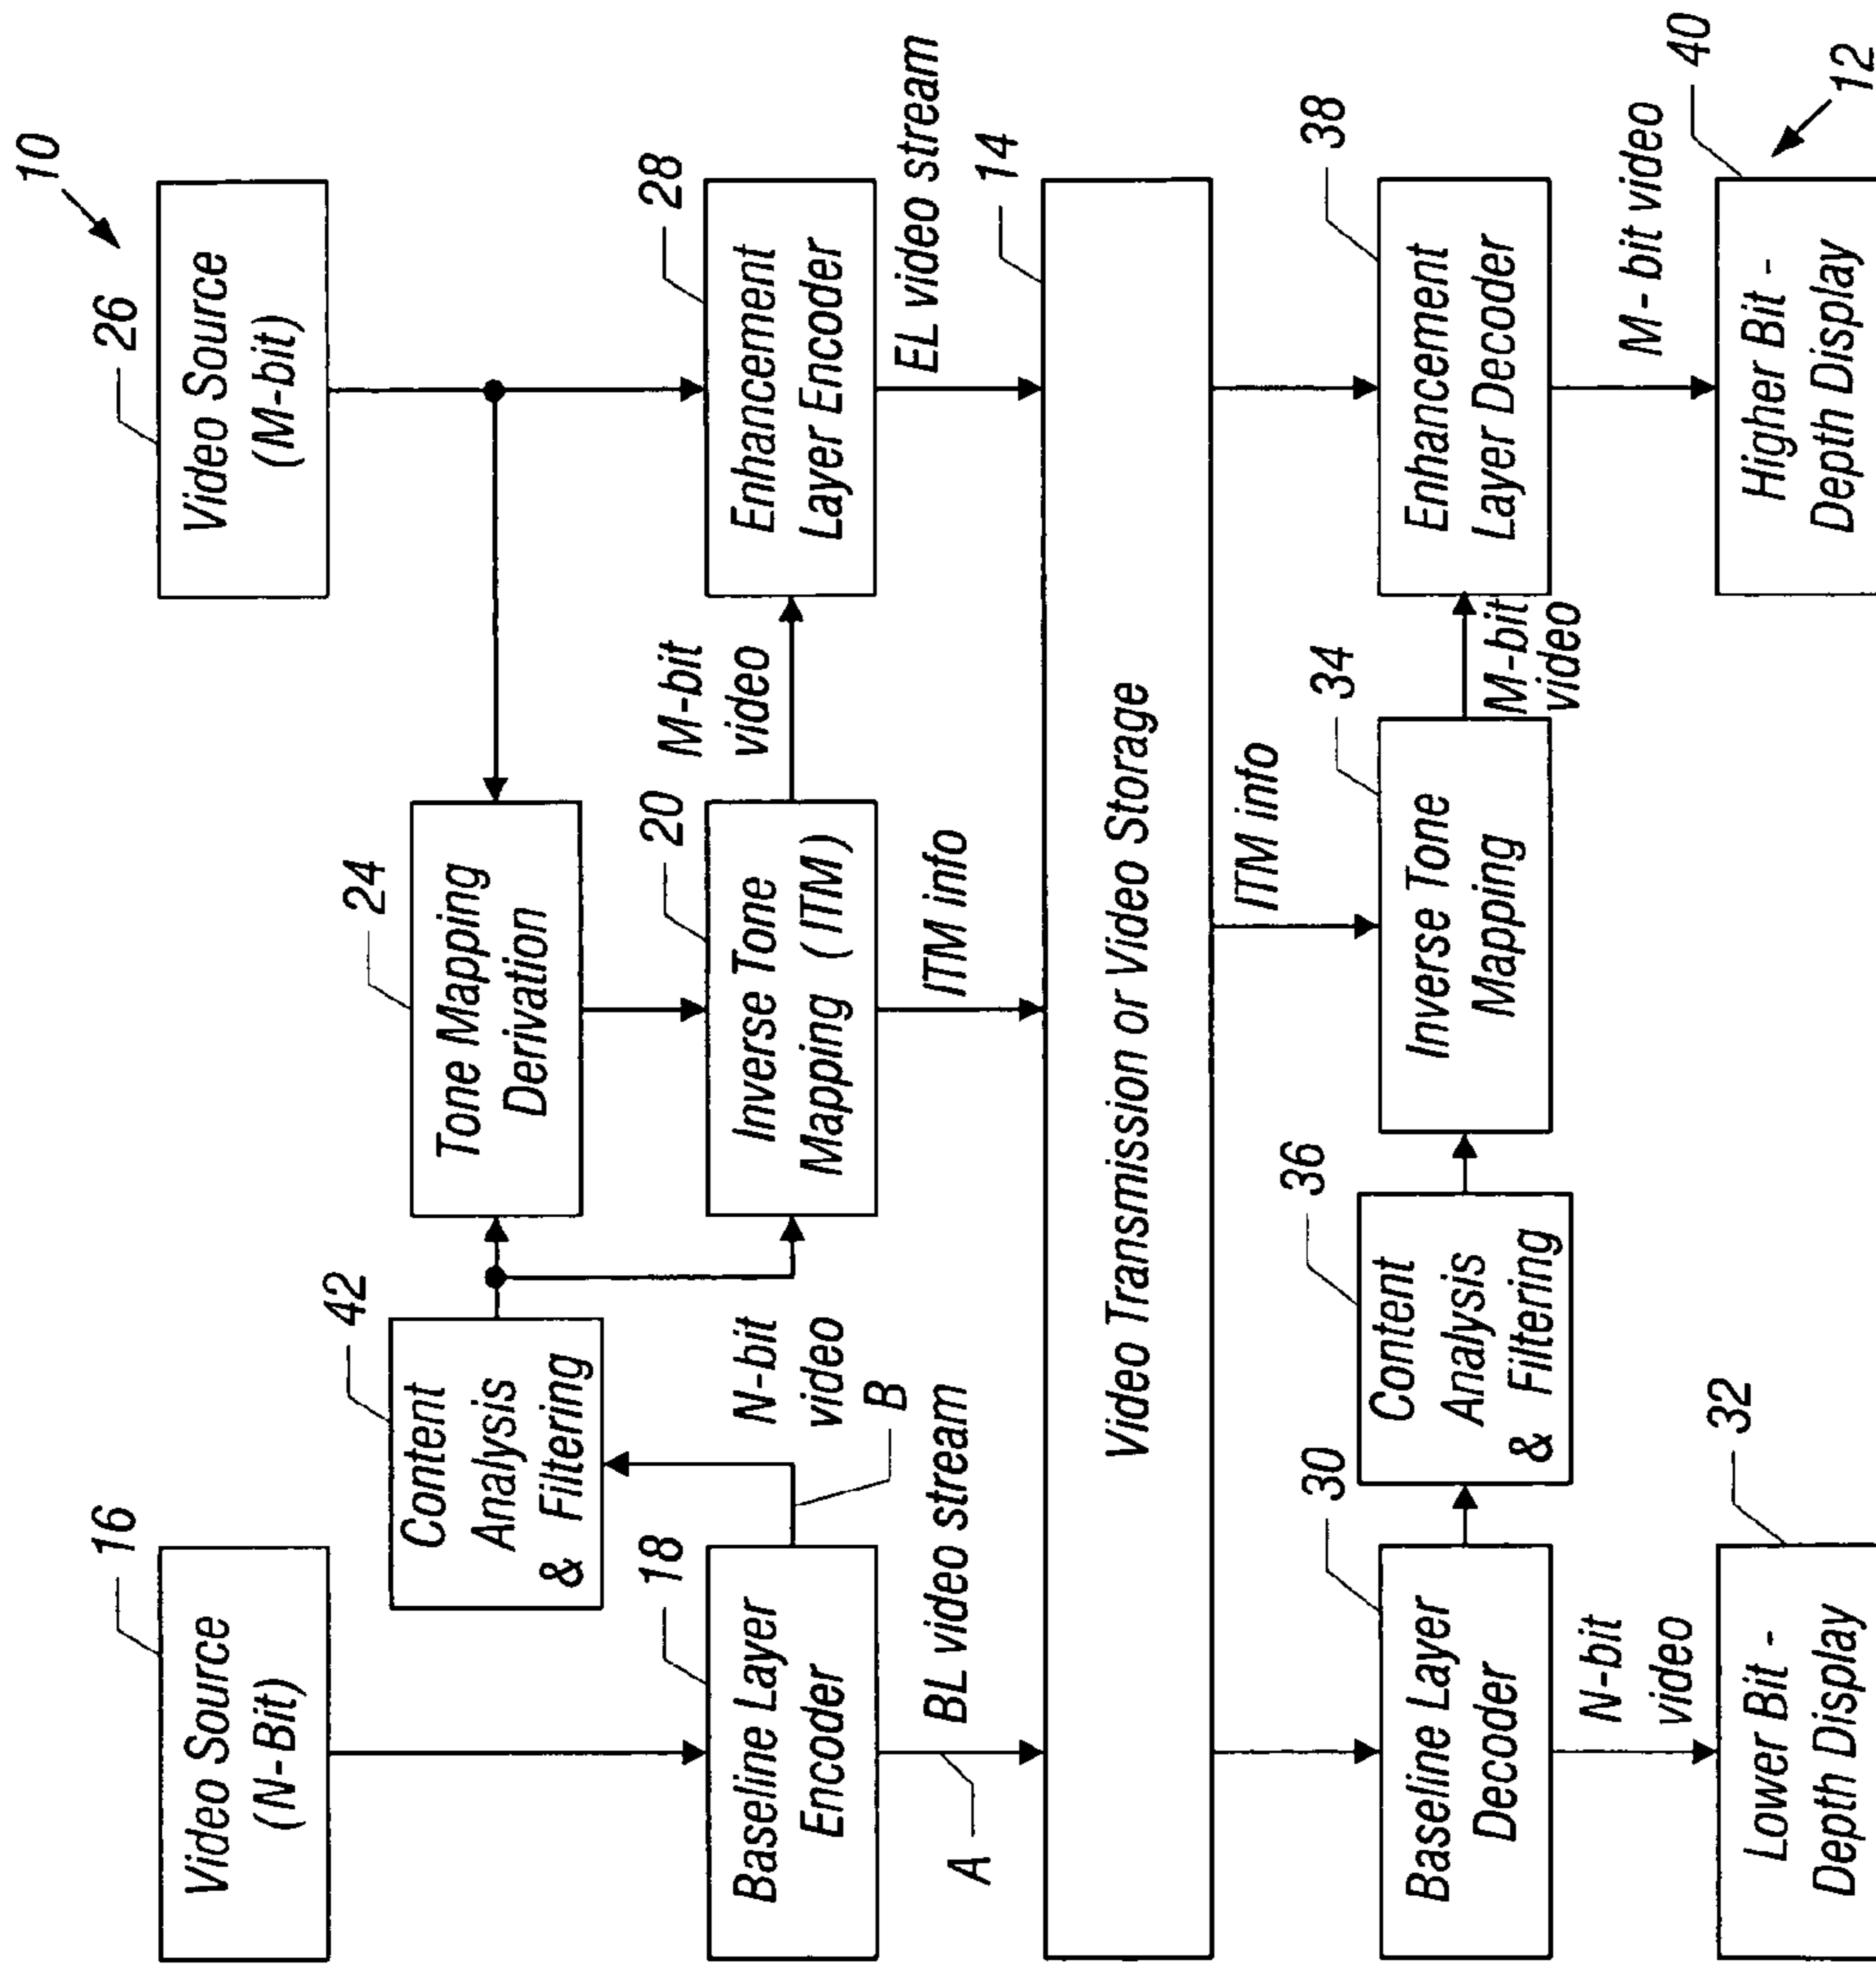 10
26
Video Source
(M-bit)
16
Video Source
(N-Bit)
24
Tone Mapping
Derivation
42
Content
Analysis
& Filtering
28
Enhancement
Layer Encoder
M-bit
video
20
Inverse Tone
Mapping (ITM)
N-bit
video
B
18
Baseline Layer
Encoder
EL video stream
ITM info
BL video stream
A
14
Video Transmission or Video Storage
ITM info
38
Enhancement
Layer Decoder
M-bit
video
34
Inverse Tone
Mapping
36
Content
Analysis
& Filtering
30
Baseline Layer
Decoder
M - bit video
N-bit
video
40
Higher Bit -
Depth Display
12
32
Lower Bit -
Depth Display